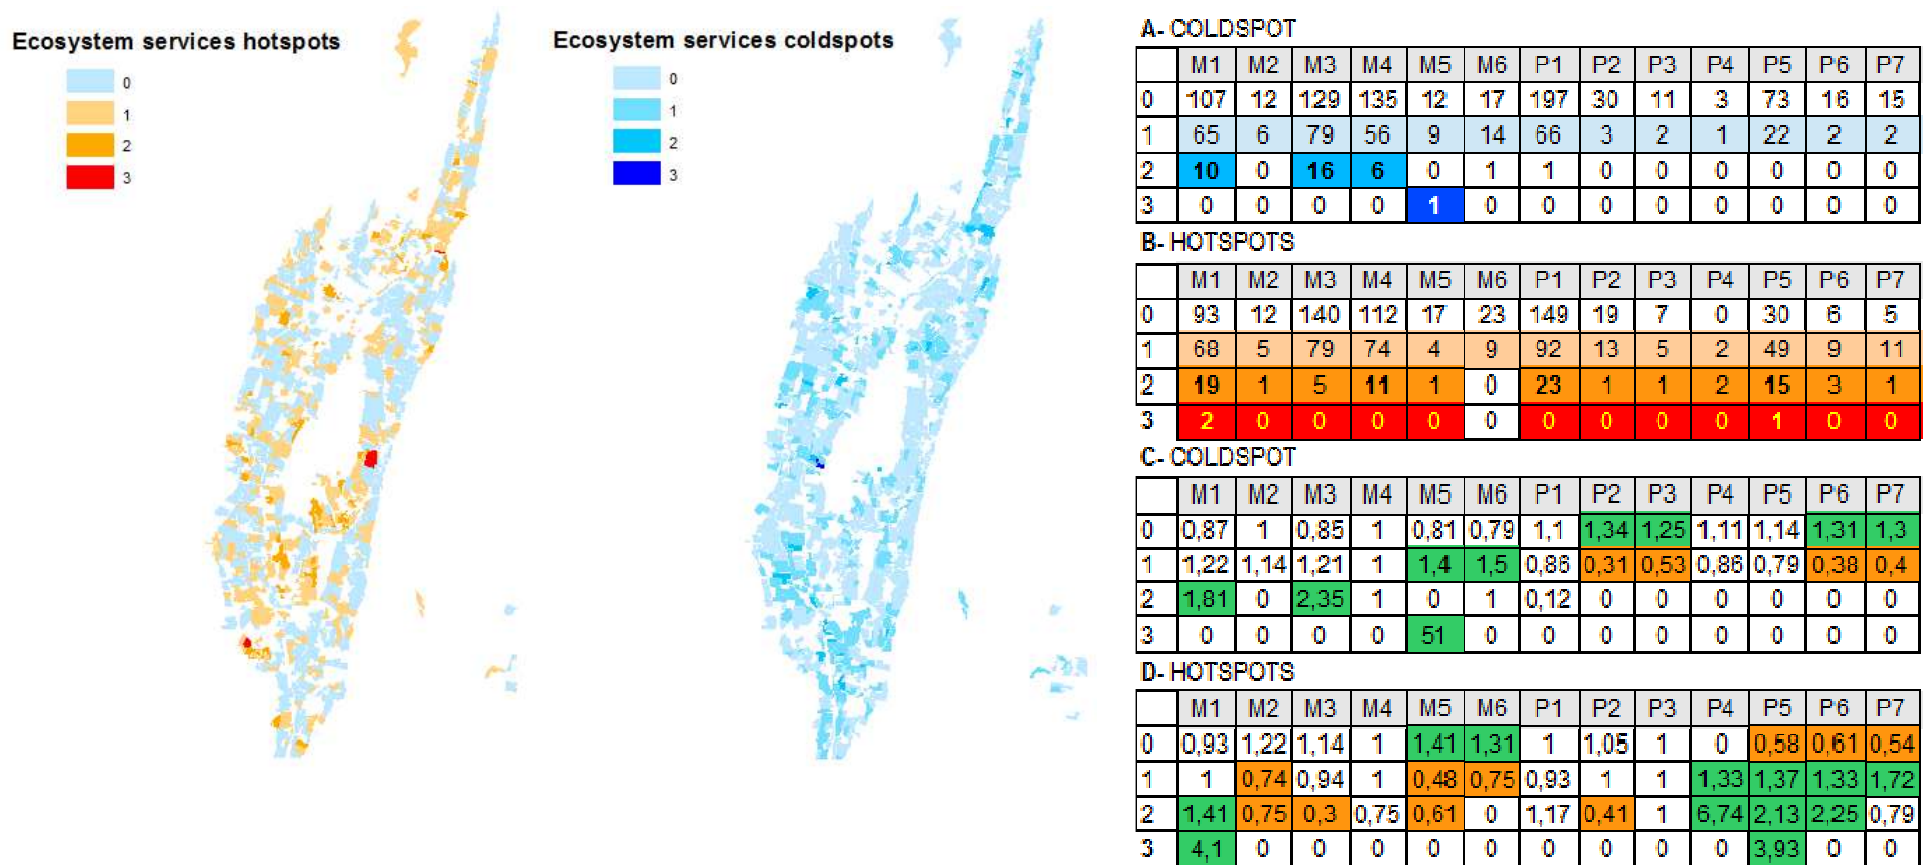 Ecosystem services hotspots
0
1
2
3
Ecosystem services coldspots
0
1
2
3
A- COLDSPOT
M1 M2 M3 M4 M5 M6 P1 P2 P3 P4 P5 P6 P7
0 107 12 129 135 12 17 197 30 11 3 73 16 15
1 65 6 79 56 9 14 66 3 2 1 22 2 2
2 10 0 16 6 0 1 1 0 0 0 0 0 0
3 0 0 0 0 1 0 0 0 0 0 0 0 0
B- HOTSPOTS
M1 M2 M3 M4 M5 M6 P1 P2 P3 P4 P5 P6 P7
0 93 12 140 112 17 23 149 19 7 0 30 6 5
1 68 5 79 74 4 9 92 13 5 2 49 9 11
2 19 1 5 11 1 0 23 1 1 2 15 3 1
3 2 0 0 0 0 0 0 0 0 0 1 0 0
C- COLDSPOT
M1 M2 M3 M4 M5 M6 P1 P2 P3 P4 P5 P6 P7
0 0,87 1 0,85 1 0,81 0,79 1,1 1,34 1,25 1,11 1,14 1,31 1,3
1 1,22 1,14 1,21 1 1,4 1,5 0,86 0,31 0,53 0,86 0,79 0,38 0,4
2 1,81 0 2,35 1 0 1 0,12 0 0 0 0 0 0
3 0 0 0 0 51 0 0 0 0 0 0 0 0
D- HOTSPOTS
M1 M2 M3 M4 M5 M6 P1 P2 P3 P4 P5 P6 P7
0 0,93 1,22 1,14 1 1,41 1,31 1 1,05 1 0 0,58 0,61 0,54
1 1 0,74 0,94 1 0,48 0,75 0,93 1 1 1,33 1,37 1,33 1,72
2 1,41 0,75 0,3 0,75 0,61 0 1,17 0,41 1 6,74 2,13 2,25 0,79
3 4,1 0 0 0 0 0 0 0 0 0 3,93 0 0